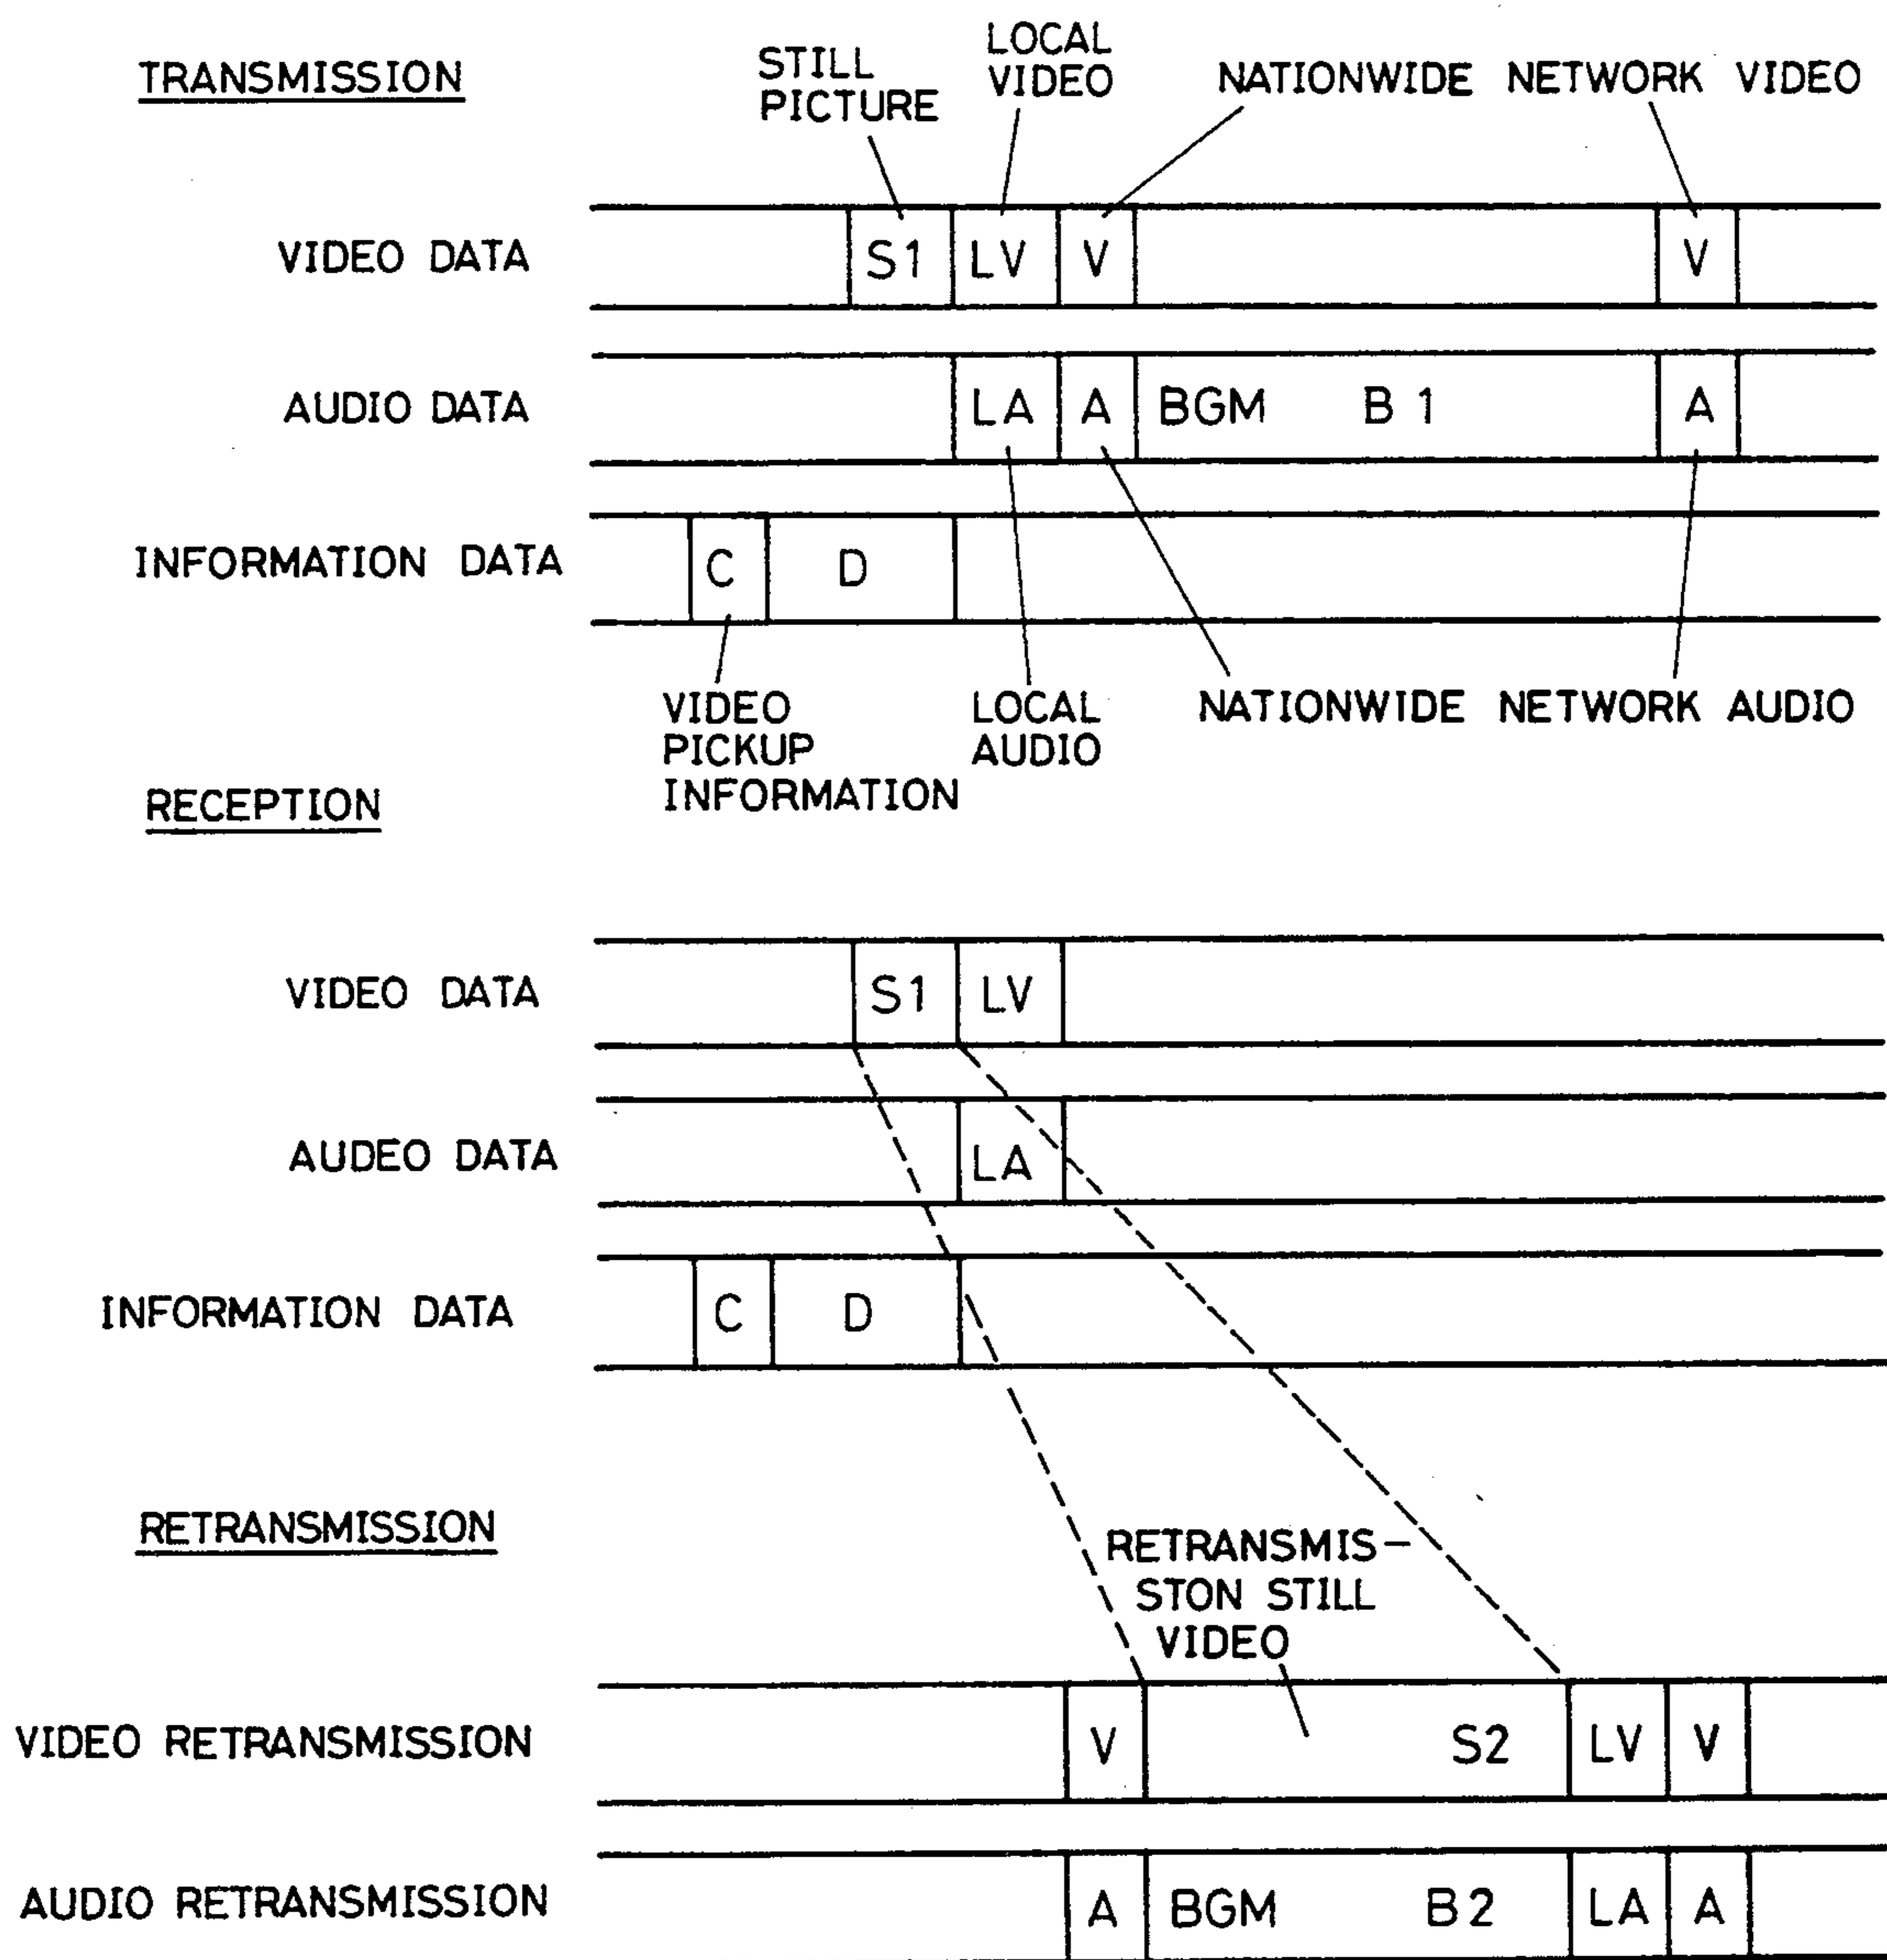 TRANSMISSION
STILL
PICTURE
LOCAL
VIDEO
NATIONWIDE NETWORK VIDEO
VIDEO DATA
S1 LV V V
AUDIO DATA
LA A BGM B 1 A
INFORMATION DATA
C D
VIDEO
PICKUP
INFORMATION
LOCAL
AUDIO
NATIONWIDE NETWORK AUDIO
RECEPTION
VIDEO DATA
S1 LV
AUDEO DATA
LA
INFORMATION DATA
C D
RETRANSMISSION
RETRANSMIS-
STON STILL
VIDEO
VIDEO RETRANSMISSION
V S2 LV V
AUDIO RETRANSMISSION
A BGM B2 LA A